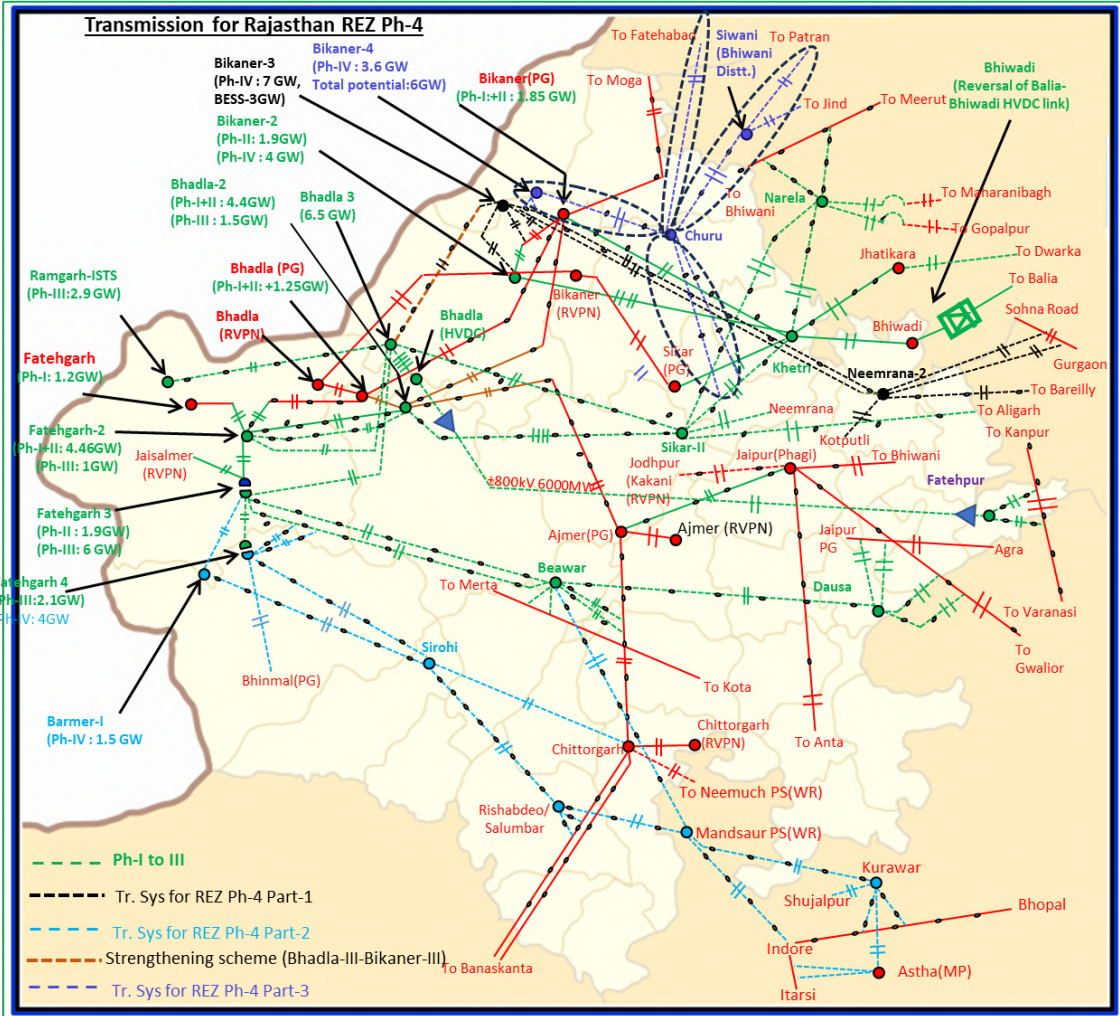 Transmission for Rajasthan REZ Ph-4
Bikaner-3
(Ph-IV : 7 GW,
BESS-3GW)
Bikaner-4
(Ph-IV : 3.6 GW
Total potential:6GW)
Bikaner(PG)
(Ph-I:+II : 1.85 GW)
To Fatehabad
To Moga
Siwani
(Bhiwani
Distt.)
To Patran
To Jind
To Meerut
Bhiwadi
(Reversal of Balia-
Bhiwadi HVDC link)
Bikaner-2
(Ph-II: 1.9GW)
(Ph-IV : 4 GW)
Bhadla-2
(Ph-I+II : 4.4GW)
(Ph-III : 1.5GW)
Bhadla 3
(6.5 GW)
To
Bhiwani
Narela
To Maharanibagh
To Gopalpur
Churu
Jhatikara
To Dwarka
To Balia
Ramgarh-ISTS
(Ph-III:2.9 GW)
Bhadla (PG)
(Ph-I+II: +1.25GW)
Bhadla
(RVPN)
Bhadla
(HVDC)
Bikaner
(RVPN)
Bhiwadi
Sohna Road
Gurgaon
Fatehgarh
(Ph-I: 1.2GW)
Sikar
(PG)
Khetri
Neemrana-2
To Bareilly
Fatehgarh-2
(Ph-I+II: 4.46GW)
(Ph-III: 1GW)
Neemrana
To Aligarh
Kotputli
To Kanpur
Jaisalmer
(RVPN)
Sikar-II
Jodhpur
(Kakani
(RVPN)
Jaipur(Phagi)
To Bhiwani
±800kV 6000MW
Fatehpur
Fatehgarh 3
(Ph-II : 1.9GW)
(Ph-III: 6 GW)
Ajmer(PG)
Ajmer (RVPN)
Jaipur
PG
Agra
Fatehgarh 4
(Ph-III:2.1GW)
(Ph-IV: 4GW
Beawar
To Merta
Dausa
To Varanasi
To
Gwalior
Sirohi
Bhinmal(PG)
To Kota
Barmer-I
(Ph-IV : 1.5 GW
Chittorgarh
Chittorgarh
(RVPN)
To Anta
To Neemuch PS(WR)
Rishabdeo/
Salumbar
Mandsaur PS(WR)
Kurawar
Shujalpur
Bhopal
Indore
Astha(MP)
Itarsi
To Banaskanta
Ph-I to III
Tr. Sys for REZ Ph-4 Part-1
Tr. Sys for REZ Ph-4 Part-2
Strengthening scheme (Bhadla-III-Bikaner-III)
Tr. Sys for REZ Ph-4 Part-3